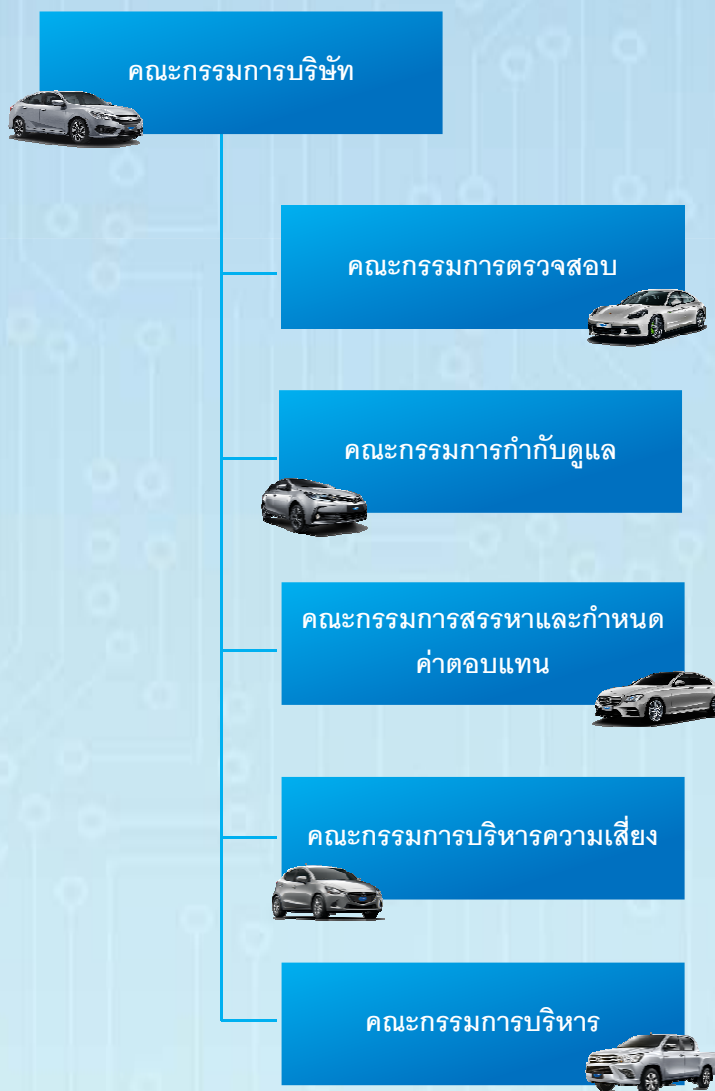 คณะกรรมการบริษัท
คณะกรรมการตรวจสอบ
คณะกรรมการกำกับดูแล
คณะกรรมการสรรหาและกำหนด
ค่าตอบแทน
คณะกรรมการบริหารความเสี่ยง
คณะกรรมการบริหาร